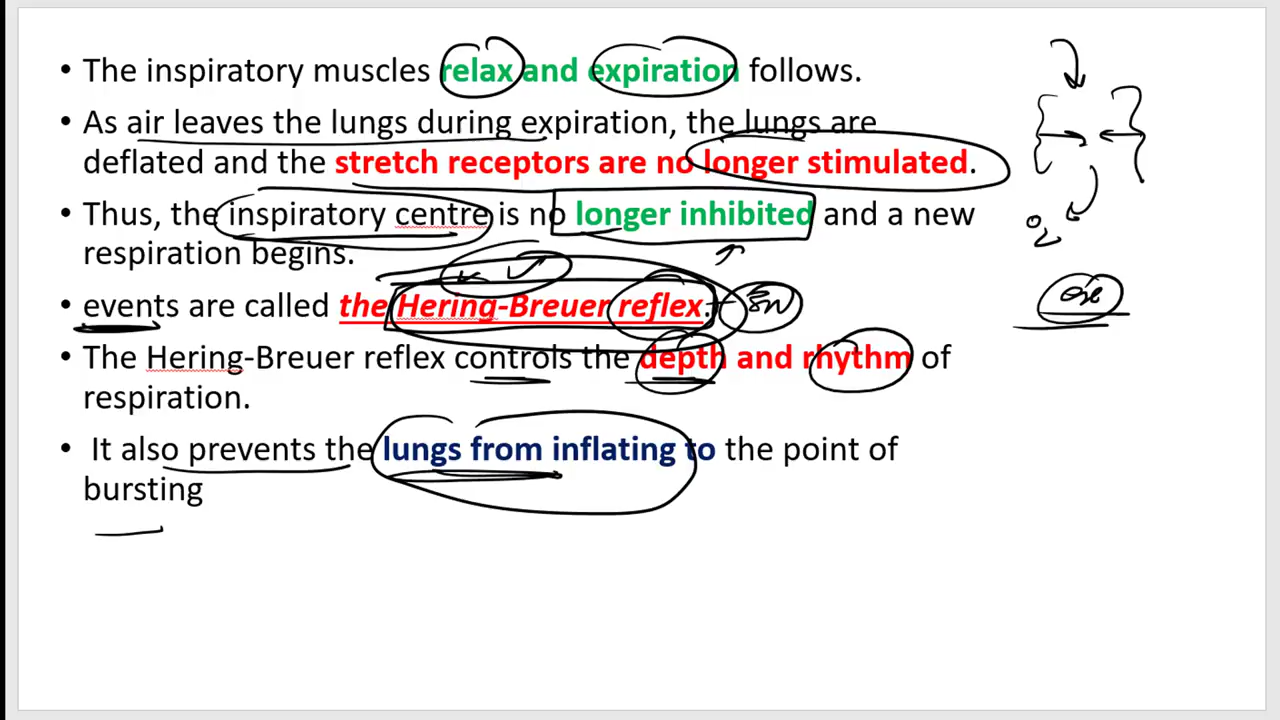 • The inspiratory muscles relax and expiration follows.
• As air leaves the lungs during expiration, the lungs are
deflated and the stretch receptors are no longer stimulated.
• Thus, the inspiratory centre is no longer inhibited and a new
respiration begins.
• events are called the Hering-Breuer reflex.
• The Hering-Breuer reflex controls the depth and rhythm of
respiration.
• It also prevents the lungs from inflating to the point of
bursting